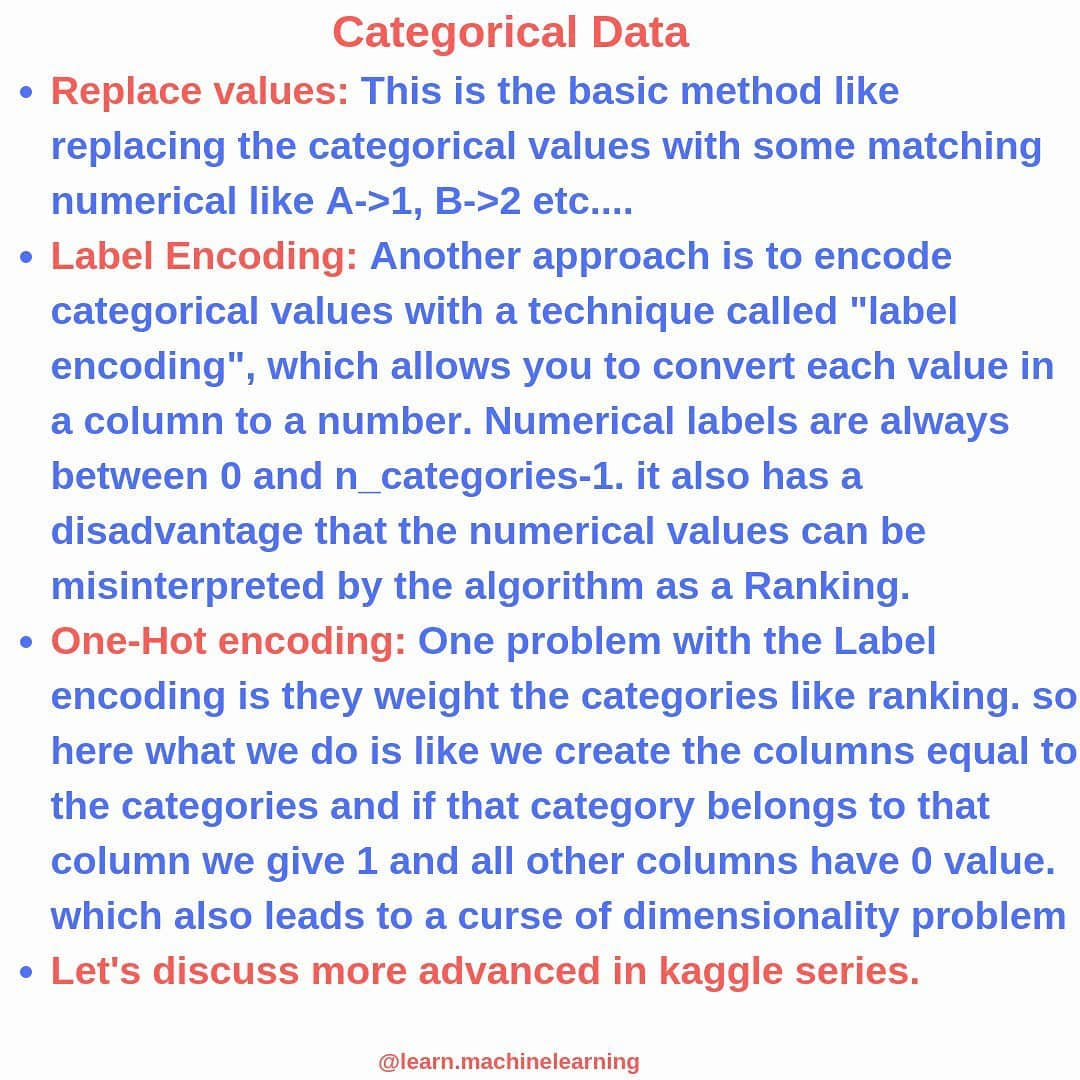 Categorical Data
• Replace values: This is the basic method like
replacing the categorical values with some matching
numerical like A->1, B->2 etc....
• Label Encoding: Another approach is to encode
categorical values with a technique called "label
encoding", which allows you to convert each value in
a column to a number. Numerical labels are always
between 0 and n_categories-1. it also has a
disadvantage that the numerical values can be
misinterpreted by the algorithm as a Ranking.
• One-Hot encoding: One problem with the Label
encoding is they weight the categories like ranking. so
here what we do is like we create the columns equal to
the categories and if that category belongs to that
column we give 1 and all other columns have 0 value.
which also leads to a curse of dimensionality problem
• Let's discuss more advanced in kaggle series.
@learn.machinelearning